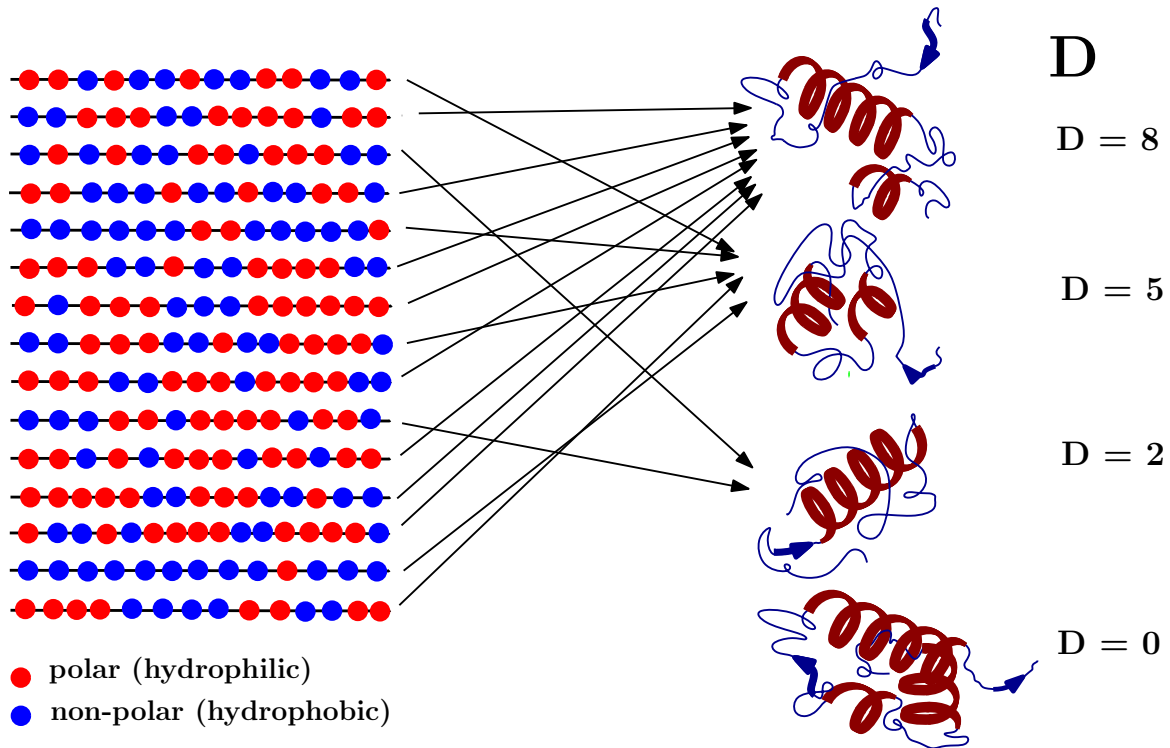 D
D = 8
D = 5
D = 2
D = 0
polar (hydrophilic)
non-polar (hydrophobic)